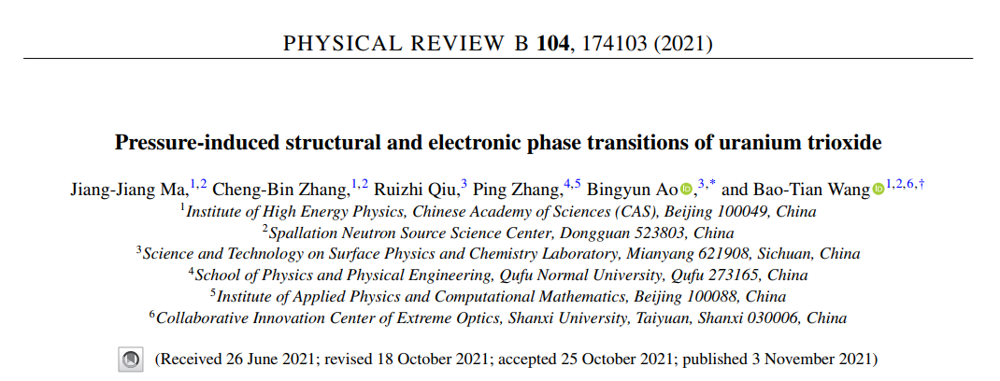 PHYSICAL REVIEW B 104, 174103 (2021)
Pressure-induced structural and electronic phase transitions of uranium trioxide
Jiang-Jiang Ma,1,2 Cheng-Bin Zhang,1,2 Ruizhi Qiu,3 Ping Zhang,4,5 Bingyun Ao iD,3,* and Bao-Tian Wang iD1,2,6,†
1Institute of High Energy Physics, Chinese Academy of Sciences (CAS), Beijing 100049, China
2Spallation Neutron Source Science Center, Dongguan 523803, China
3Science and Technology on Surface Physics and Chemistry Laboratory, Mianyang 621908, Sichuan, China
4School of Physics and Physical Engineering, Qufu Normal University, Qufu 273165, China
5Institute of Applied Physics and Computational Mathematics, Beijing 100088, China
6Collaborative Innovation Center of Extreme Optics, Shanxi University, Taiyuan, Shanxi 030006, China
(Received 26 June 2021; revised 18 October 2021; accepted 25 October 2021; published 3 November 2021)